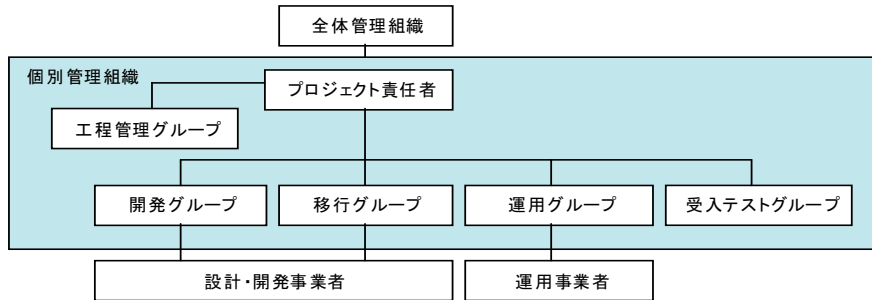 全体管理組織
個別管理組織
プロジェクト責任者
工程管理グループ
開発グループ
移行グループ
運用グループ
受入テストグループ
設計・開発事業者
運用事業者